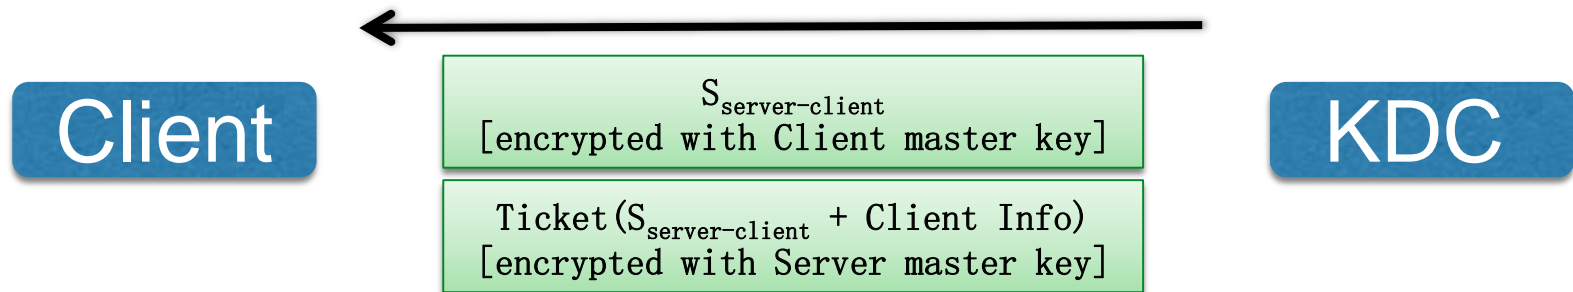 Client
S_server-client
[encrypted with Client master key]
Ticket(S_server-client + Client Info)
[encrypted with Server master key]
KDC